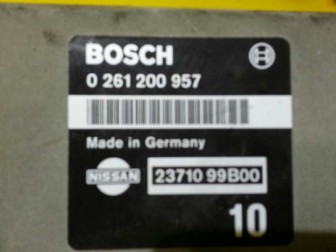 BOSCH
0 261 200 957
Made in Germany
NISSAN 23710 99B00
10